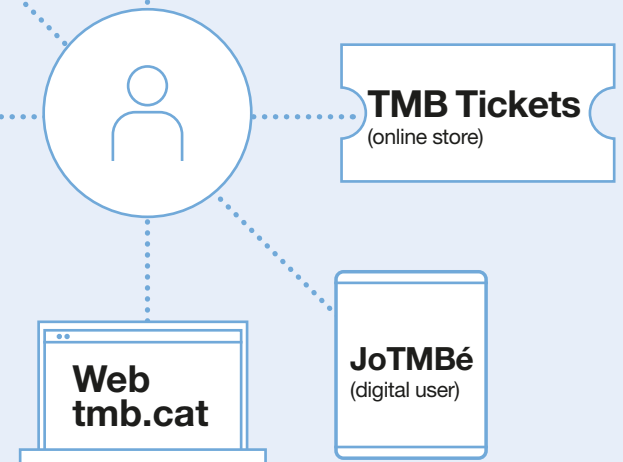 TMB Tickets
(online store)
JoTMBé
(digital user)
Web
tmb.cat